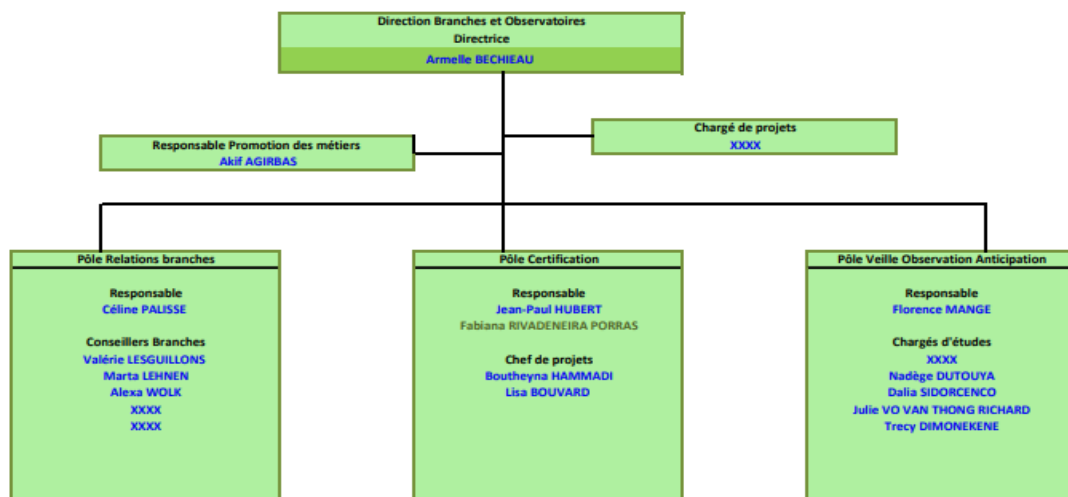 Direction Branches et Observatoires
Directrice
Armelle BECHIEAU
Responsable Promotion des métiers
Akif AGIRBAS
Chargé de projets
XXXX
Pôle Relations branches
Responsable
Céline PALISSE
Conseillers Branches
Valérie LESGUILLONS
Marta LEHNEN
Alexa WOLK
XXXX
XXXX
Pôle Certification
Responsable
Jean-Paul HUBERT
Fabiana RIVADENEIRA PORRAS
Chef de projets
Boutheyna HAMMADI
Lisa BOUVARD
Pôle Veille Observation Anticipation
Responsable
Florence MANGE
Chargés d'études
XXXX
Nadège DUTOUYA
Dalia SIDORCENCO
Julie VO VAN THONG RICHARD
Trecy DIMONEKENE